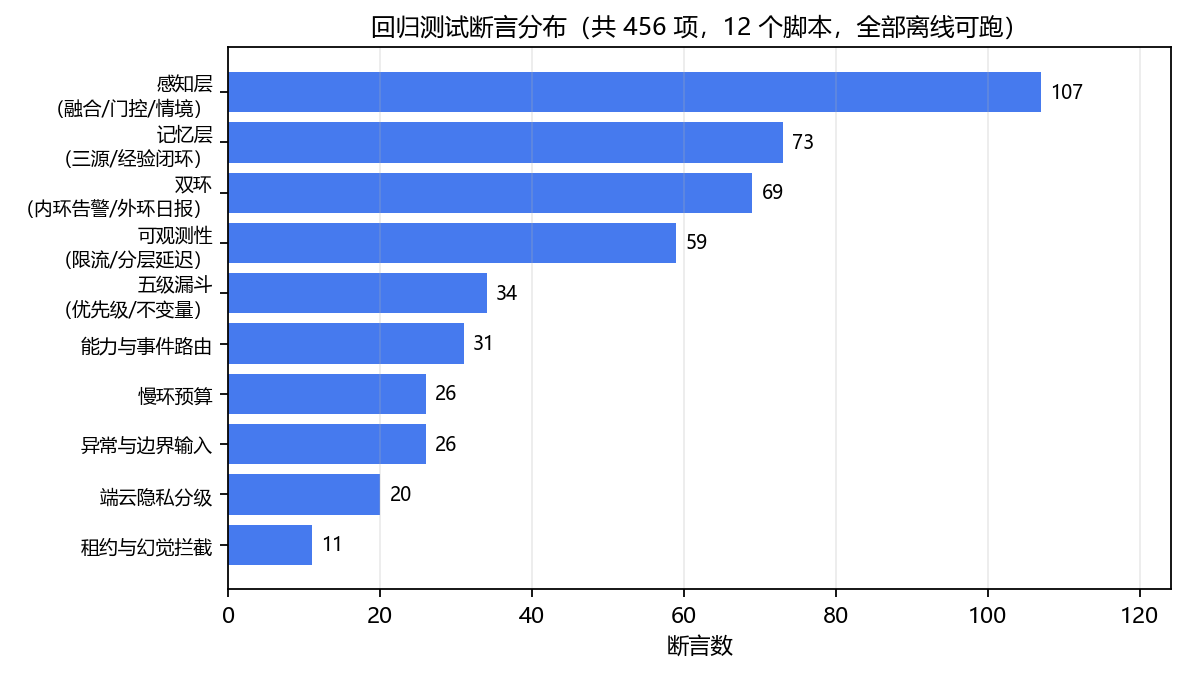 回归测试断言分布（共 456 项，12 个脚本，全部离线可跑）
感知层
（融合/门控/情境）
107
记忆层
（三源/经验闭环）
73
双环
（内环告警/外环日报）
69
可观测性
（限流/分层延迟）
59
五级漏斗
（优先级/不变量）
34
能力与事件路由
31
慢环预算
26
异常与边界输入
26
端云隐私分级
20
租约与幻觉拦截
11
0 20 40 60 80 100 120
断言数